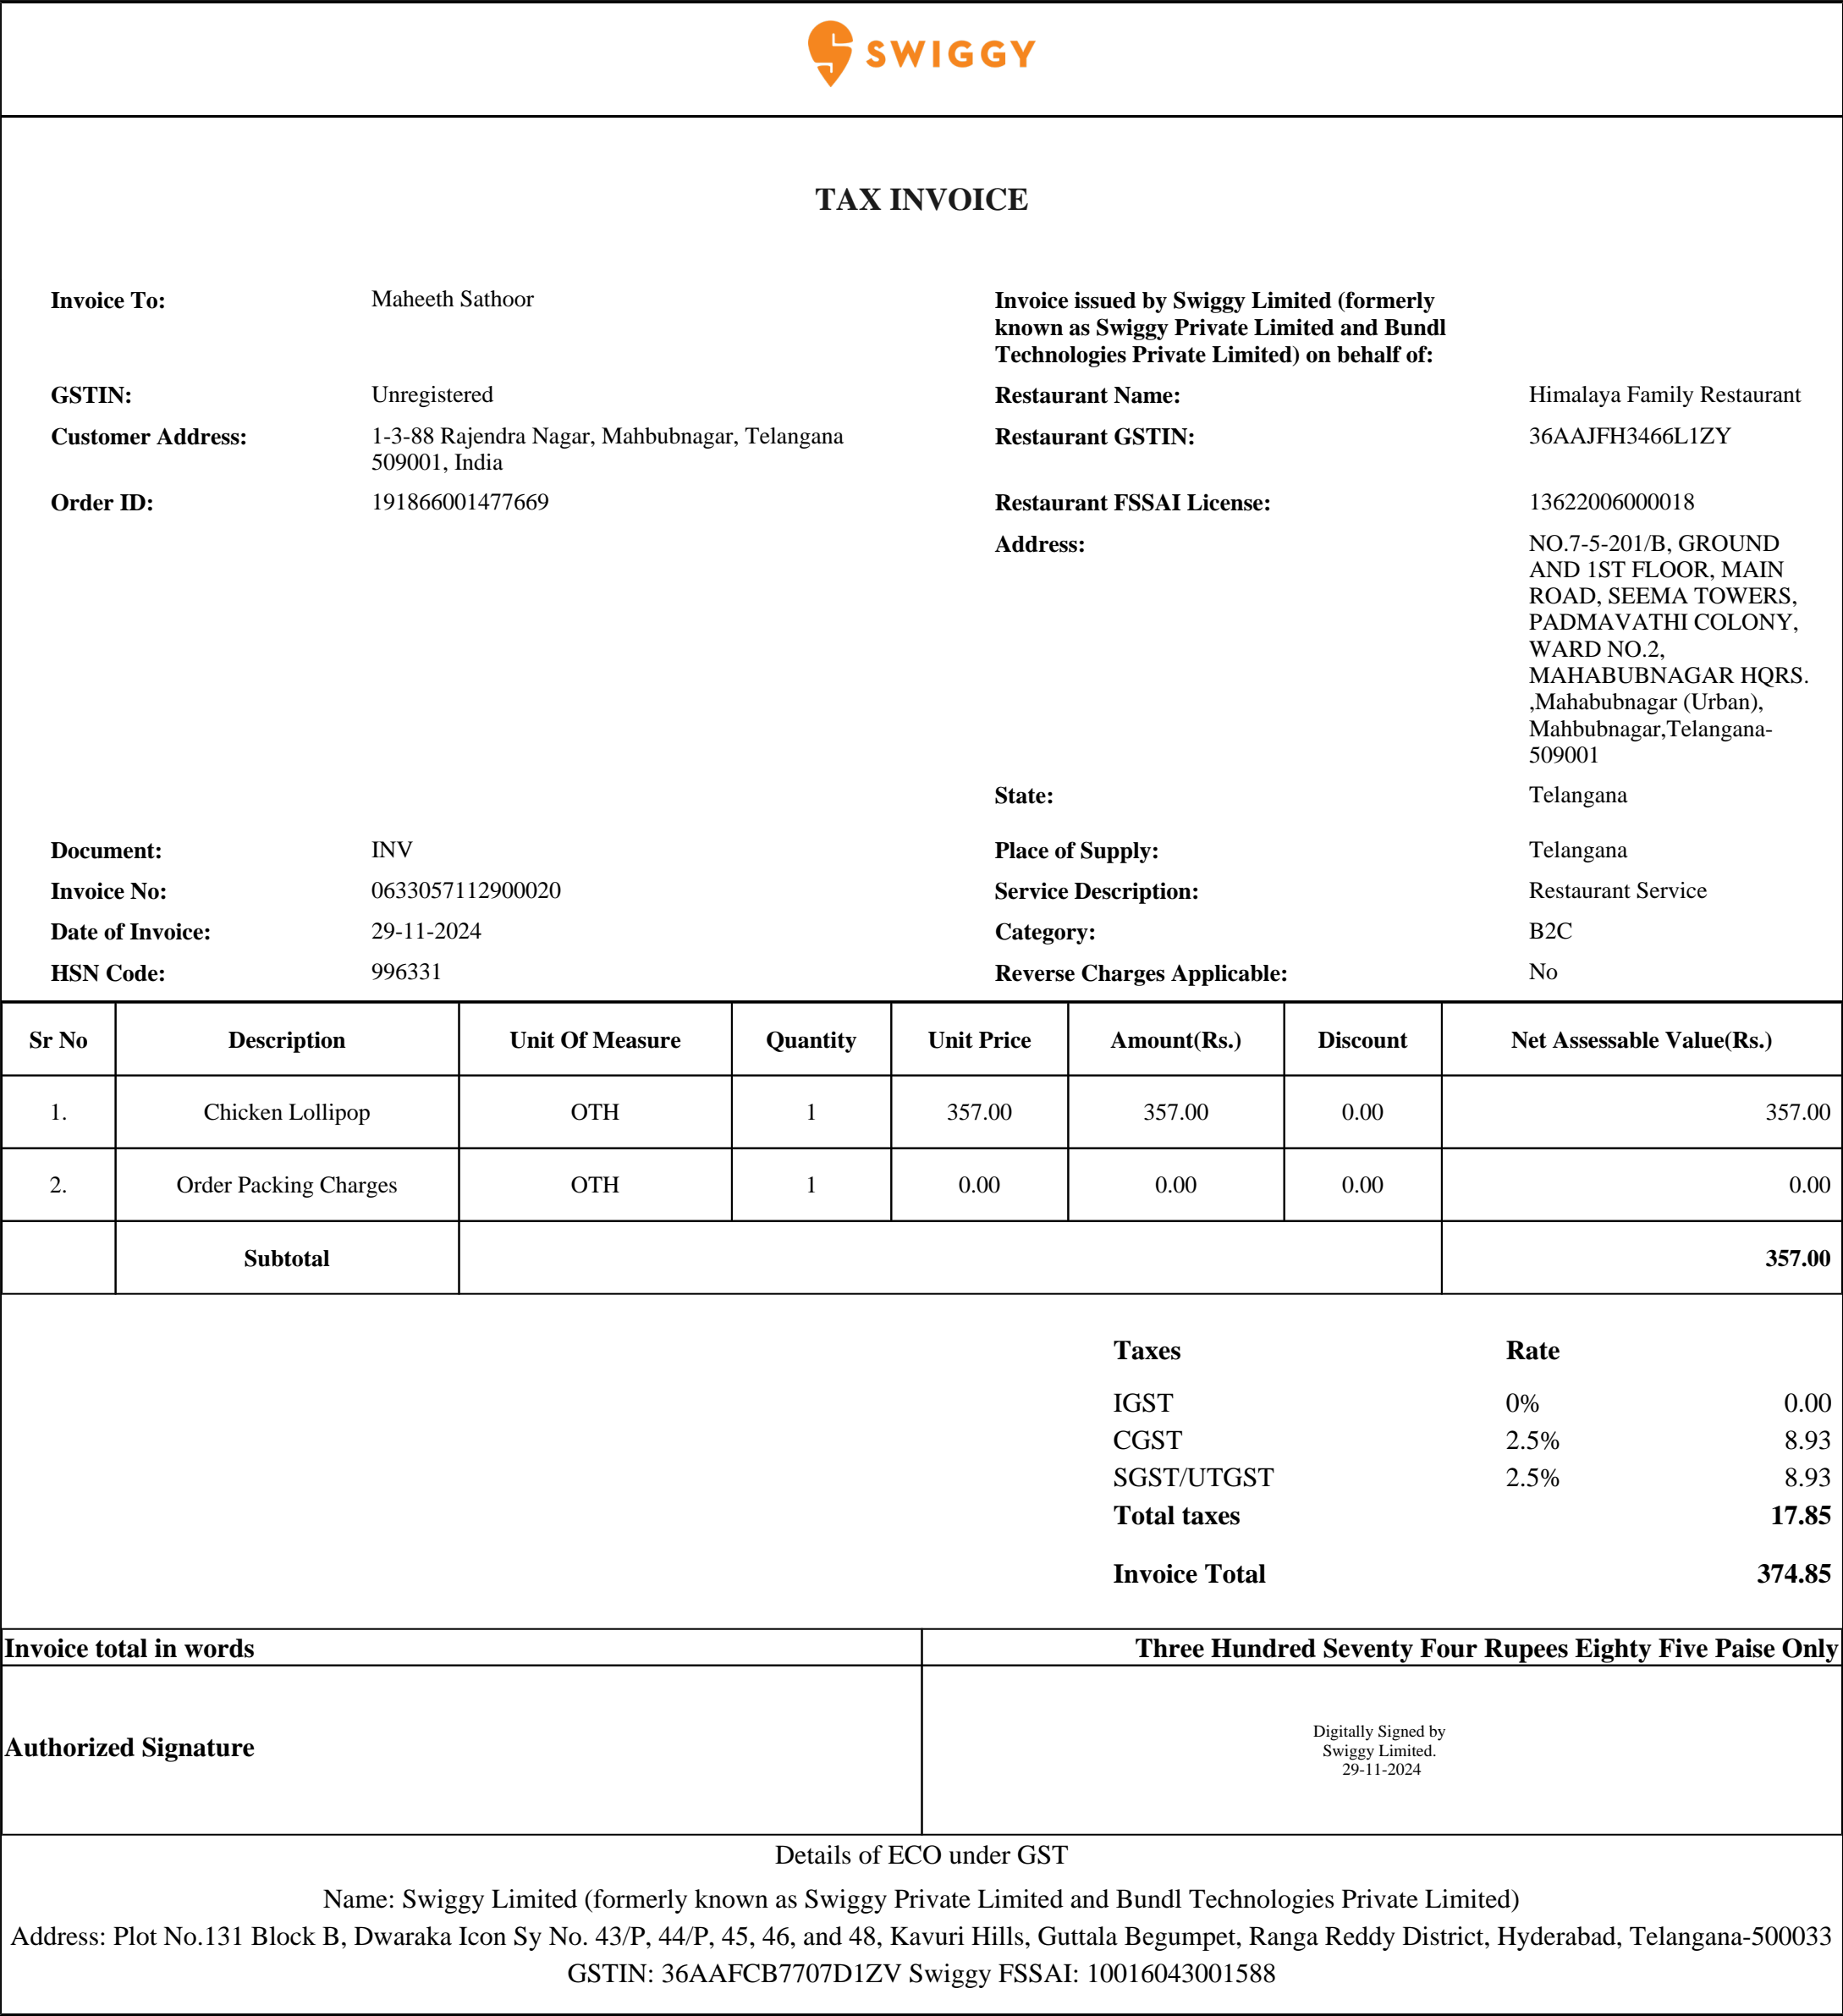 SWIGGY
TAX INVOICE
Invoice To: Maheeth Sathoor
Invoice issued by Swiggy Limited (formerly
known as Swiggy Private Limited and Bundl
Technologies Private Limited) on behalf of:
GSTIN: Unregistered Restaurant Name: Himalaya Family Restaurant
Customer Address: 1-3-88 Rajendra Nagar, Mahbubnagar, Telangana
509001, India
Restaurant GSTIN: 36AAJFH3466L1ZY
Order ID: 191866001477669 Restaurant FSSAI License: 13622006000018
Address: NO.7-5-201/B, GROUND
AND 1ST FLOOR, MAIN
ROAD, SEEMA TOWERS,
PADMAVATHI COLONY,
WARD NO.2,
MAHABUBNAGAR HQRS.
,Mahabubnagar (Urban),
Mahbubnagar,Telangana-
509001
State: Telangana
Document: INV Place of Supply: Telangana
Invoice No: 0633057112900020 Service Description: Restaurant Service
Date of Invoice: 29-11-2024 Category: B2C
HSN Code: 996331 Reverse Charges Applicable: No
Sr No Description Unit Of Measure Quantity Unit Price Amount(Rs.) Discount Net Assessable Value(Rs.)
1. Chicken Lollipop OTH 1 357.00 357.00 0.00 357.00
2. Order Packing Charges OTH 1 0.00 0.00 0.00 0.00
Subtotal 357.00
Taxes Rate
IGST 0% 0.00
CGST 2.5% 8.93
SGST/UTGST 2.5% 8.93
Total taxes 17.85
Invoice Total 374.85
Invoice total in words Three Hundred Seventy Four Rupees Eighty Five Paise Only
Authorized Signature
Digitally Signed by
Swiggy Limited.
29-11-2024
Details of ECO under GST
Name: Swiggy Limited (formerly known as Swiggy Private Limited and Bundl Technologies Private Limited)
Address: Plot No.131 Block B, Dwaraka Icon Sy No. 43/P, 44/P, 45, 46, and 48, Kavuri Hills, Guttala Begumpet, Ranga Reddy District, Hyderabad, Telangana-500033
GSTIN: 36AAFCB7707D1ZV Swiggy FSSAI: 10016043001588